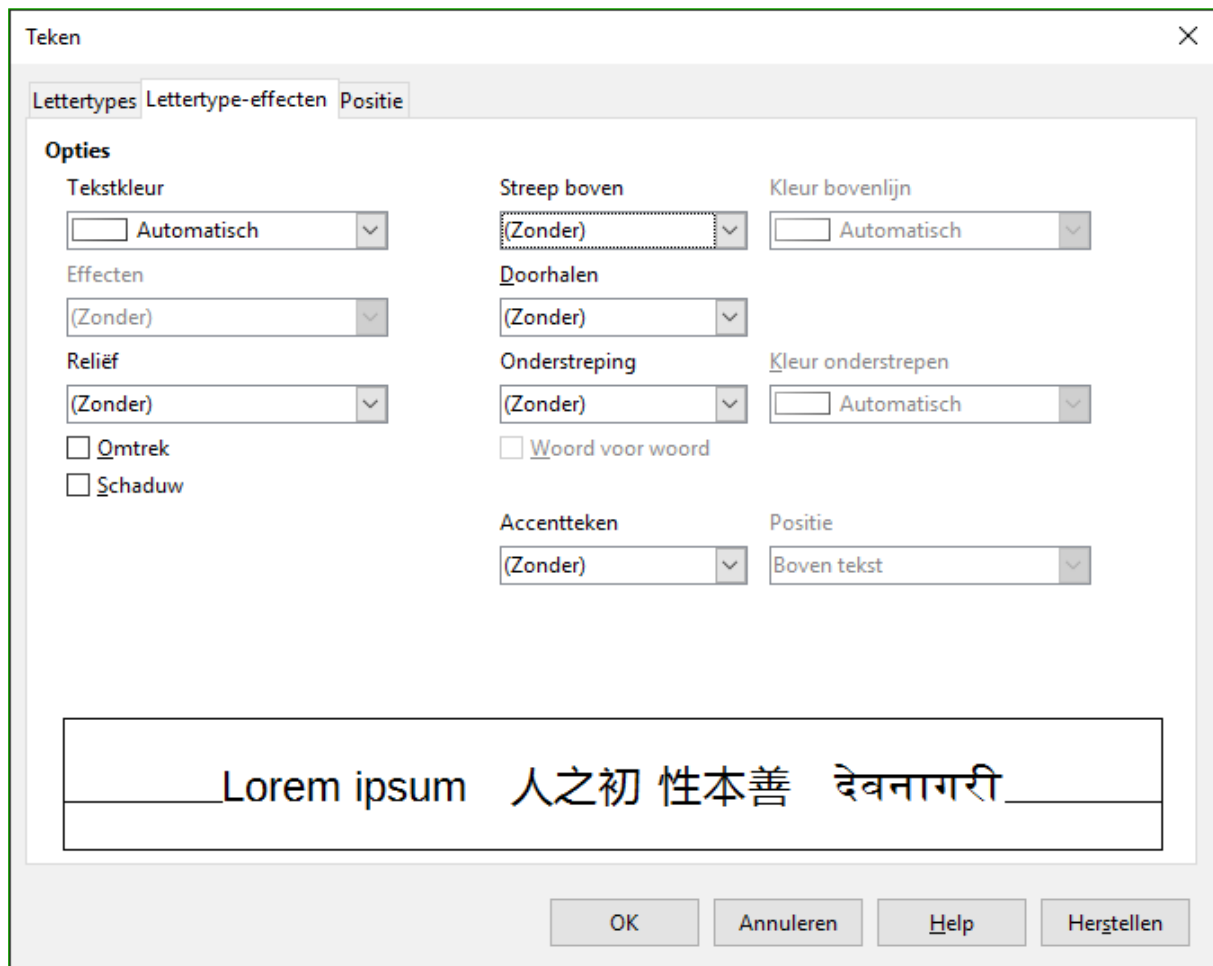 Teken
Lettertypes Lettertype-effecten Positie
Opties
Tekstkleur Streep boven Kleur bovenlijn
Automatisch (Zonder) Automatisch
Effecten Doorhalen
(Zonder) (Zonder)
Reliëf Onderstreping Kleur onderstrepen
(Zonder) (Zonder) Automatisch
Omtrek Woord voor woord
Schaduw
Accentteken Positie
(Zonder) Boven tekst
Lorem ipsum 人之初 性本善 देवनागरी
OK Annuleren Help Herstellen